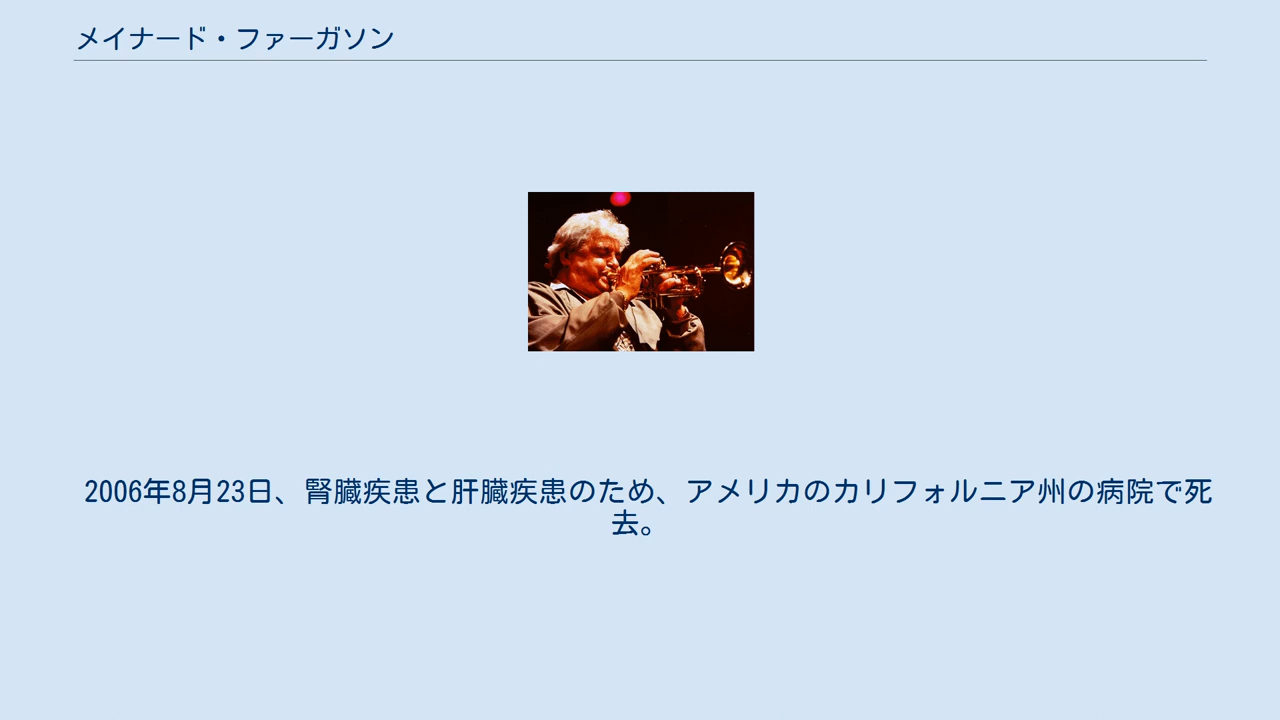 メイナード・ファーガソン
2006年8月23日、腎臓疾患と肝臓疾患のため、アメリカのカリフォルニア州の病院で死
去。